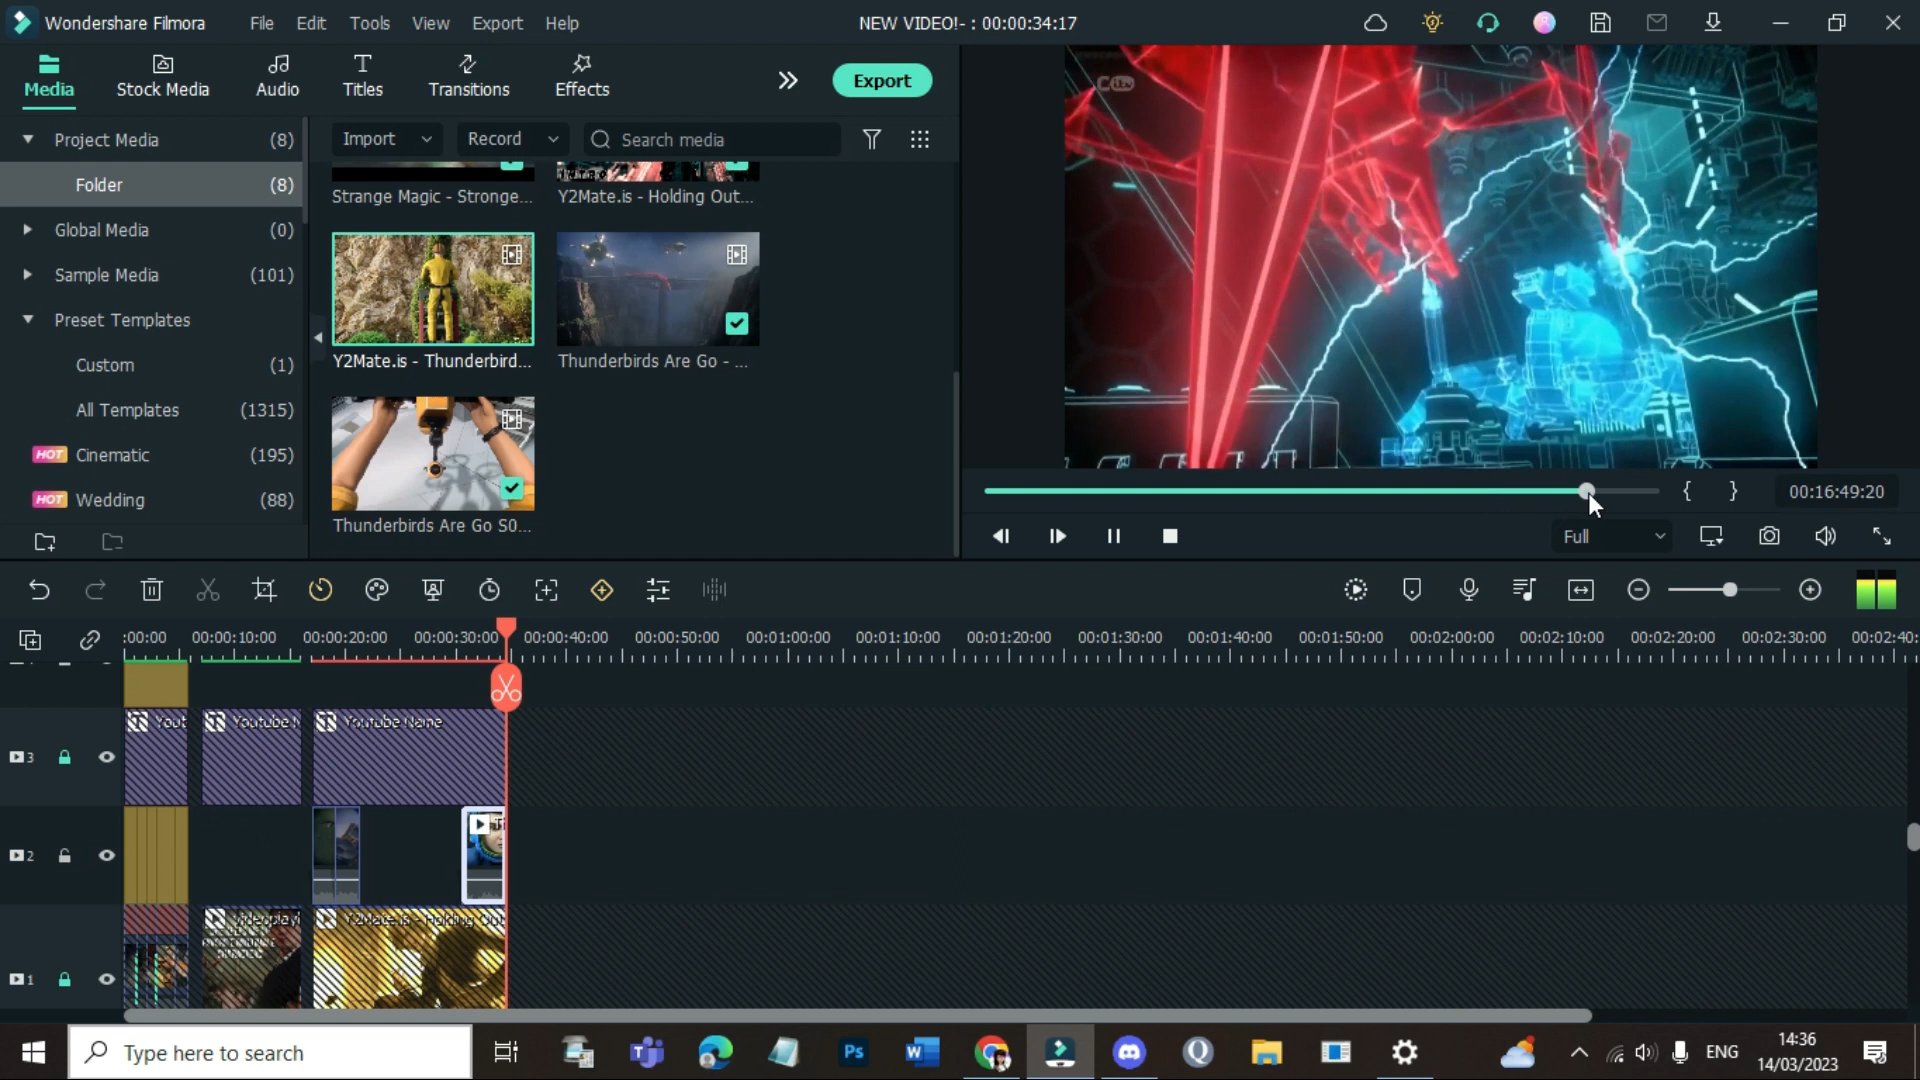 Wondershare Filmora
File Edit Tools View Export Help
NEW VIDEO!- : 00:00:34:17
Media
Stock Media
Audio
Titles
Transitions
Effects
Export
Project Media (8)
Folder (8)
Global Media (0)
Sample Media (101)
Preset Templates
Custom (1)
All Templates (1315)
HOT Cinematic (195)
HOT Wedding (88)
Import
Record
Search media
Strange Magic - Stronge...
Y2Mate.is - Holding Out...
Y2Mate.is - Thunderbird...
Thunderbirds Are Go - ...
Thunderbirds Are Go S0...
citv
{ } 00:16:49:20
Full
:00:00 00:00:10:00 00:00:20:00 00:00:30:00 00:00:40:00 00:00:50:00 00:01:00:00 00:01:10:00 00:01:20:00 00:01:30:00 00:01:40:00 00:01:50:00 00:02:00:00 00:02:10:00 00:02:20:00 00:02:30:00 00:02:40:
Yout
Youtube N
Youtube Name
3
2
1
Videoplayi
Y2Mate.is - Holding Out
Type here to search
Ps
ENG
14:36
14/03/2023